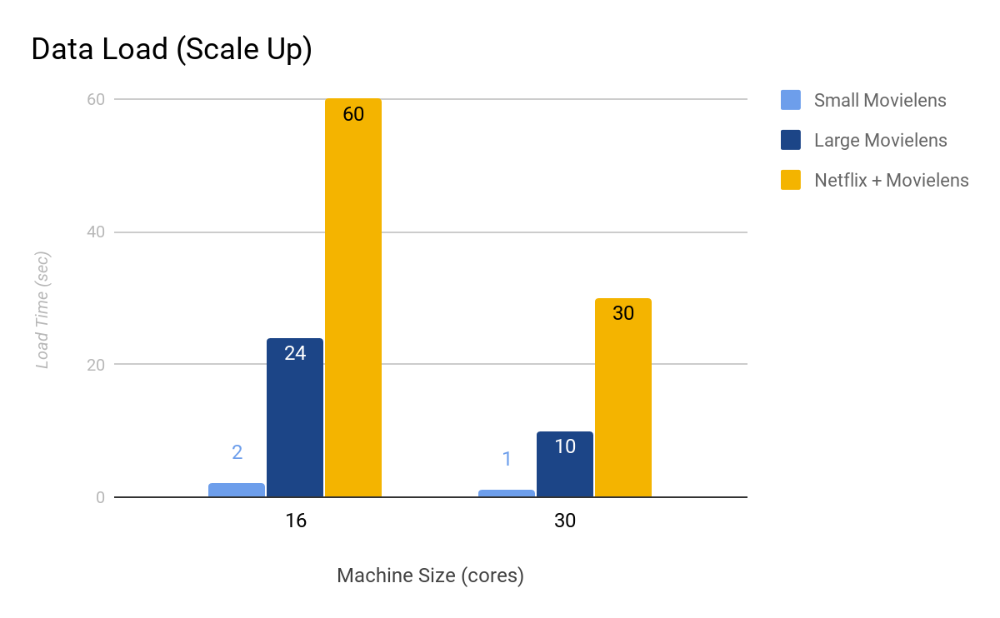 Data Load (Scale Up)
Small Movielens
Large Movielens
Netflix + Movielens
Load Time (sec)
60
40
20
0
2
24
60
1
10
30
16
30
Machine Size (cores)